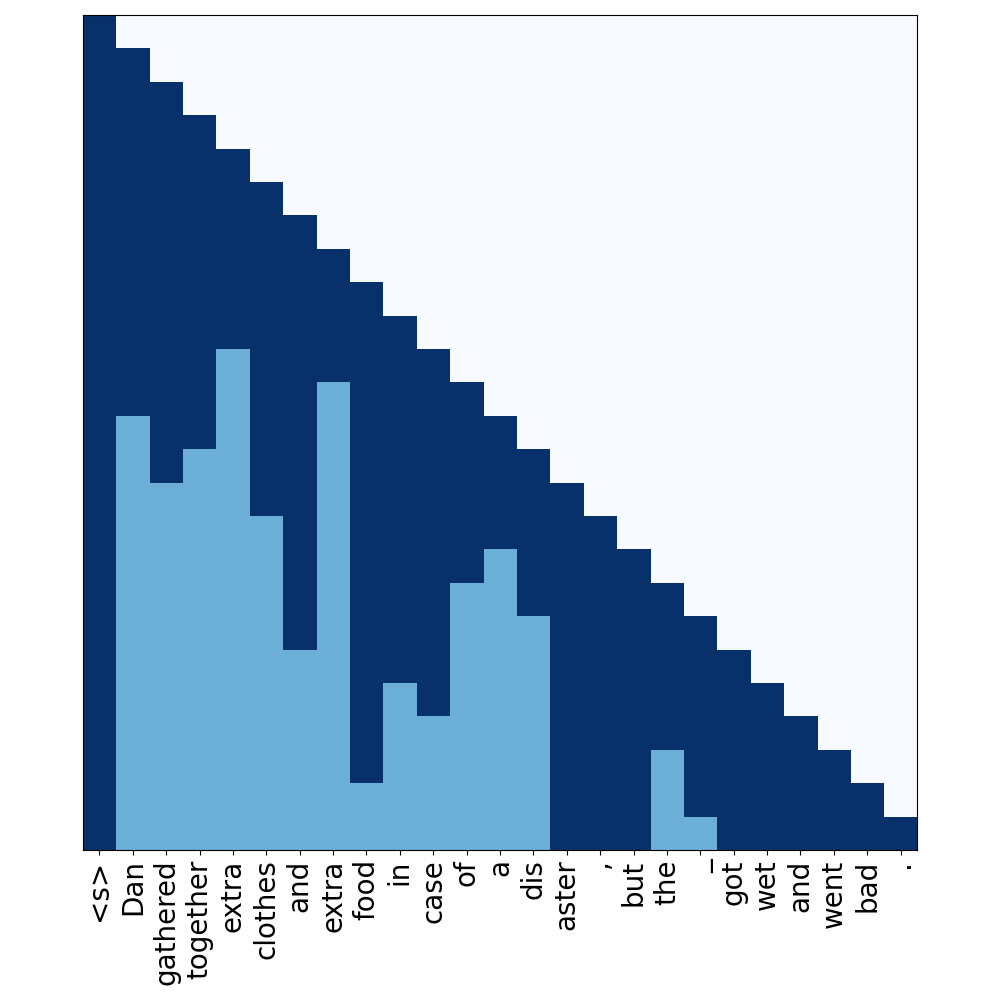 <s>
Dan
gathered
together
extra
clothes
and
extra
food
in
case
of
a
dis
aster
,
but
the
_
got
wet
and
went
bad
.